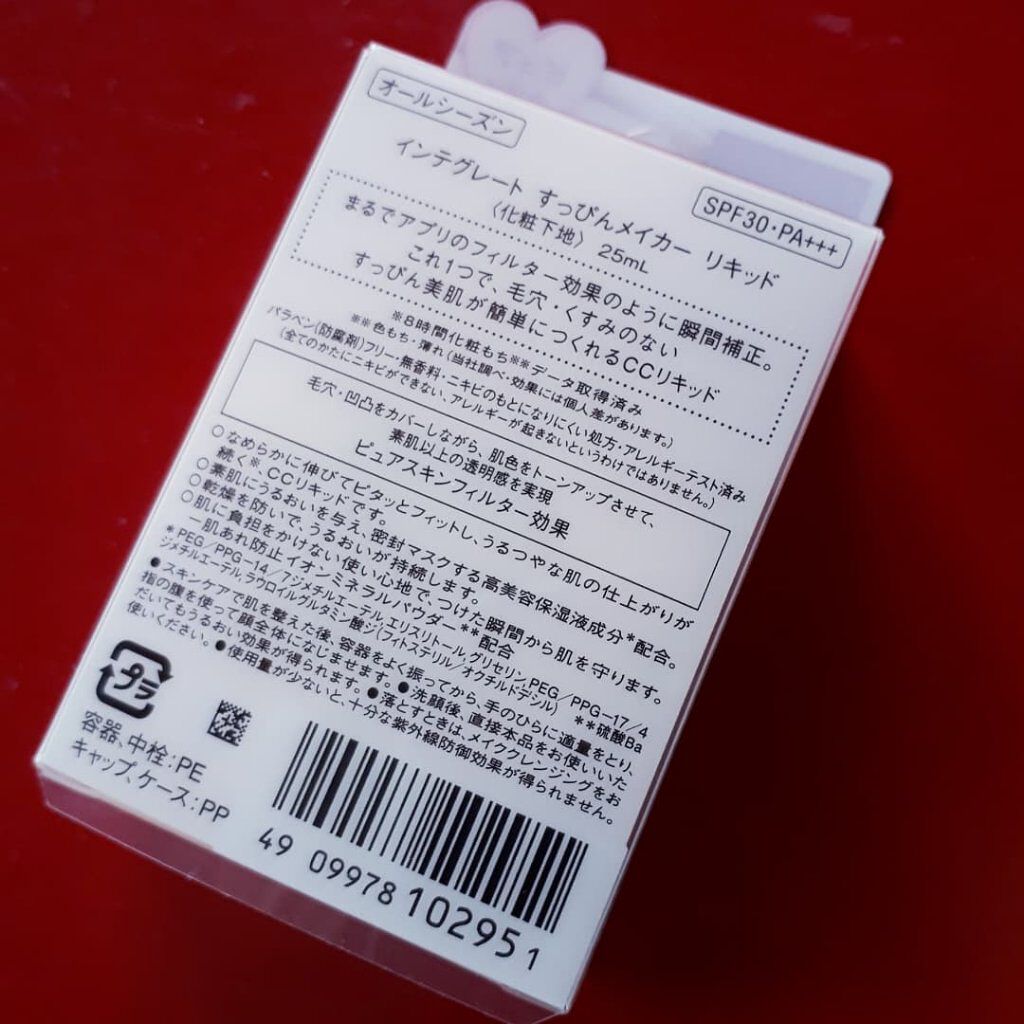 オールシーズン
SPF30・PA+++
インテグレート すっぴんメイカー リキッド
〈化粧下地〉 25mL
まるでアプリのフィルター効果のように瞬間補正。
これ1つで、毛穴・くすみのない
すっぴん美肌が簡単につくれるCCリキッド
※8時間化粧もち※※データ取得済み
※※色もち・薄れ(当社調べ・効果には個人差があります。)
パラベン(防腐剤)フリー・無香料・ニキビのもとになりにくい処方・アレルギーテスト済み
(全てのかたにニキビができない、アレルギーが起きないというわけではありません。)
毛穴・凹凸をカバーしながら、肌色をトーンアップさせて、
素肌以上の透明感を実現
ピュアスキンフィルター効果
○なめらかに伸びてピタッとフィットし、うるつやな肌の仕上がりが
続く※ CCリキッドです。
○素肌にうるおいを与え、密封マスクする高美容保湿液成分*配合。
○乾燥を防いで、うるおいが持続します。
○肌に負担をかけない使い心地で、つけた瞬間から肌を守ります。
−肌あれ防止イオンミネラルパウダー**配合
*PEG/PPG-14/7ジメチルエーテル、エリスリトール、グリセリン、PEG/PPG-17/4
ジメチルエーテル、ラウロイルグルタミン酸ジ(フィトステリル/オクチルドデシル) **硫酸Ba
●スキンケアで肌を整えた後、容器をよく振ってから、手のひらに適量をとり、
指の腹を使って顔全体になじませます。●洗顔後、直接本品をお使いいた
だいてもうるおい効果が得られます。●落とすときは、メイククレンジングをお
使いください。●使用量が少ないと、十分な紫外線防御効果が得られません。
プラ
容器、中栓:PE
キャップ、ケース:PP
49 09978 102951